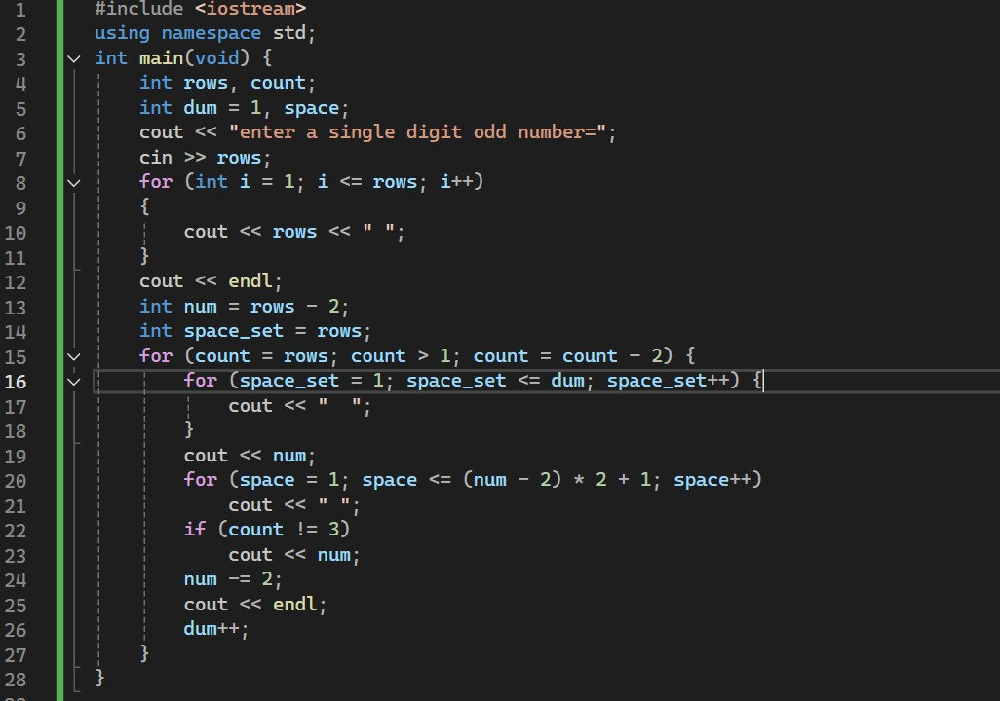 1 #include <iostream>
2 using namespace std;
3 int main(void) {
4 int rows, count;
5 int dum = 1, space;
6 cout << "enter a single digit odd number=";
7 cin >> rows;
8 for (int i = 1; i <= rows; i++)
9 {
10 cout << rows << " ";
11 }
12 cout << endl;
13 int num = rows - 2;
14 int space_set = rows;
15 for (count = rows; count > 1; count = count - 2) {
16 for (space_set = 1; space_set <= dum; space_set++) {
17 cout << "  ";
18 }
19 cout << num;
20 for (space = 1; space <= (num - 2) * 2 + 1; space++)
21 cout << " ";
22 if (count != 3)
23 cout << num;
24 num -= 2;
25 cout << endl;
26 dum++;
27 }
28 }